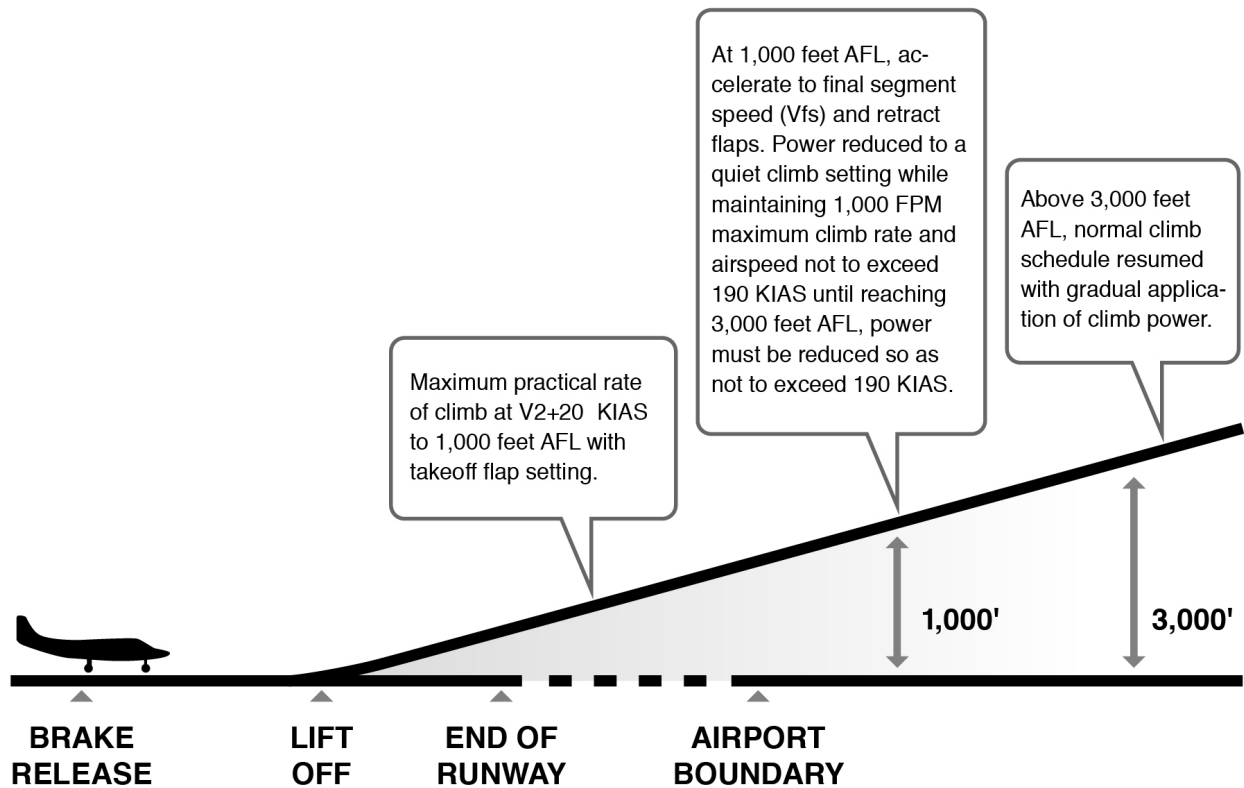 At 1,000 feet AFL, ac-
celerate to final segment
speed (Vfs) and retract
flaps. Power reduced to a
quiet climb setting while
maintaining 1,000 FPM
maximum climb rate and
airspeed not to exceed
190 KIAS until reaching
3,000 feet AFL, power
must be reduced so as
not to exceed 190 KIAS.
Above 3,000 feet
AFL, normal climb
schedule resumed
with gradual applica-
tion of climb power.
Maximum practical rate
of climb at V2+20  KIAS
to 1,000 feet AFL with
takeoff flap setting.
1,000'
3,000'
BRAKE
RELEASE
LIFT
OFF
END OF
RUNWAY
AIRPORT
BOUNDARY